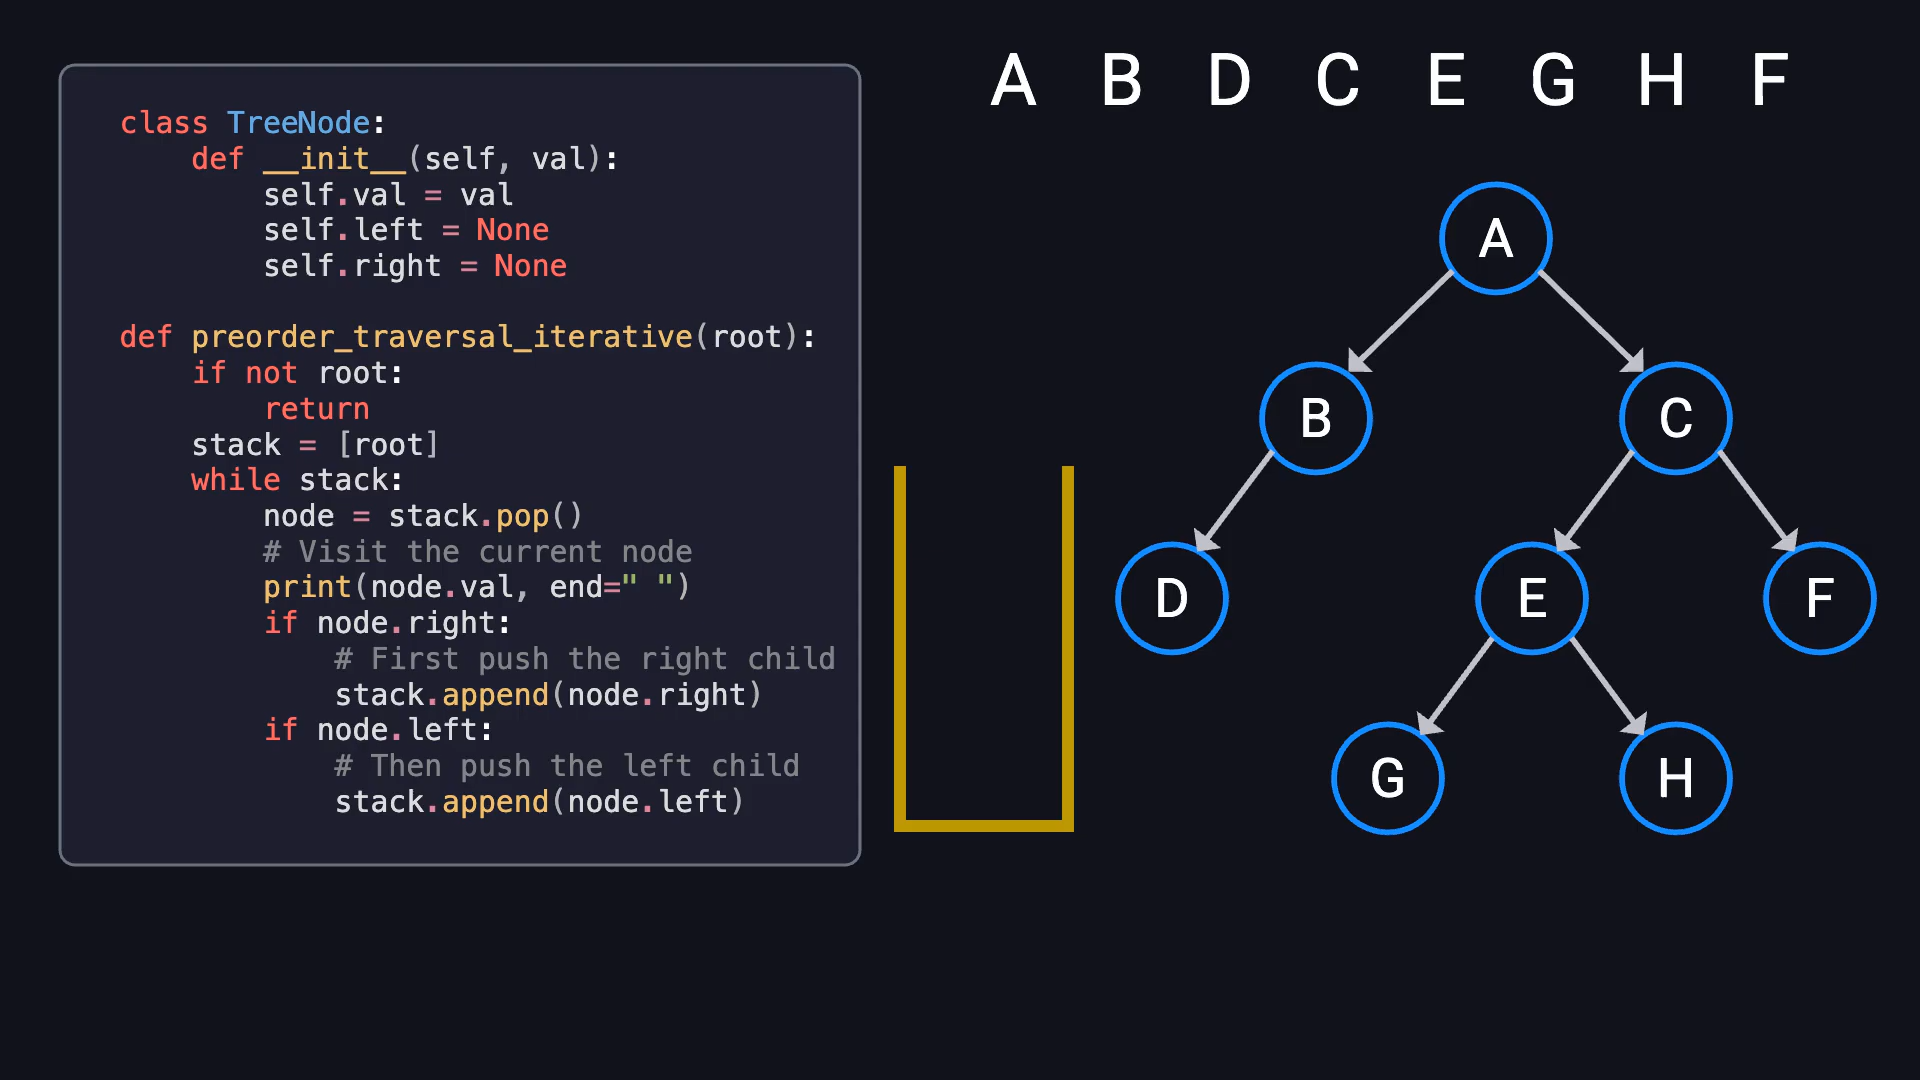 class TreeNode:
    def __init__(self, val):
        self.val = val
        self.left = None
        self.right = None

def preorder_traversal_iterative(root):
    if not root:
        return
    stack = [root]
    while stack:
        node = stack.pop()
        # Visit the current node
        print(node.val, end=" ")
        if node.right:
            # First push the right child
            stack.append(node.right)
        if node.left:
            # Then push the left child
            stack.append(node.left)
A B D C E G H F
A
B C
D E F
G H